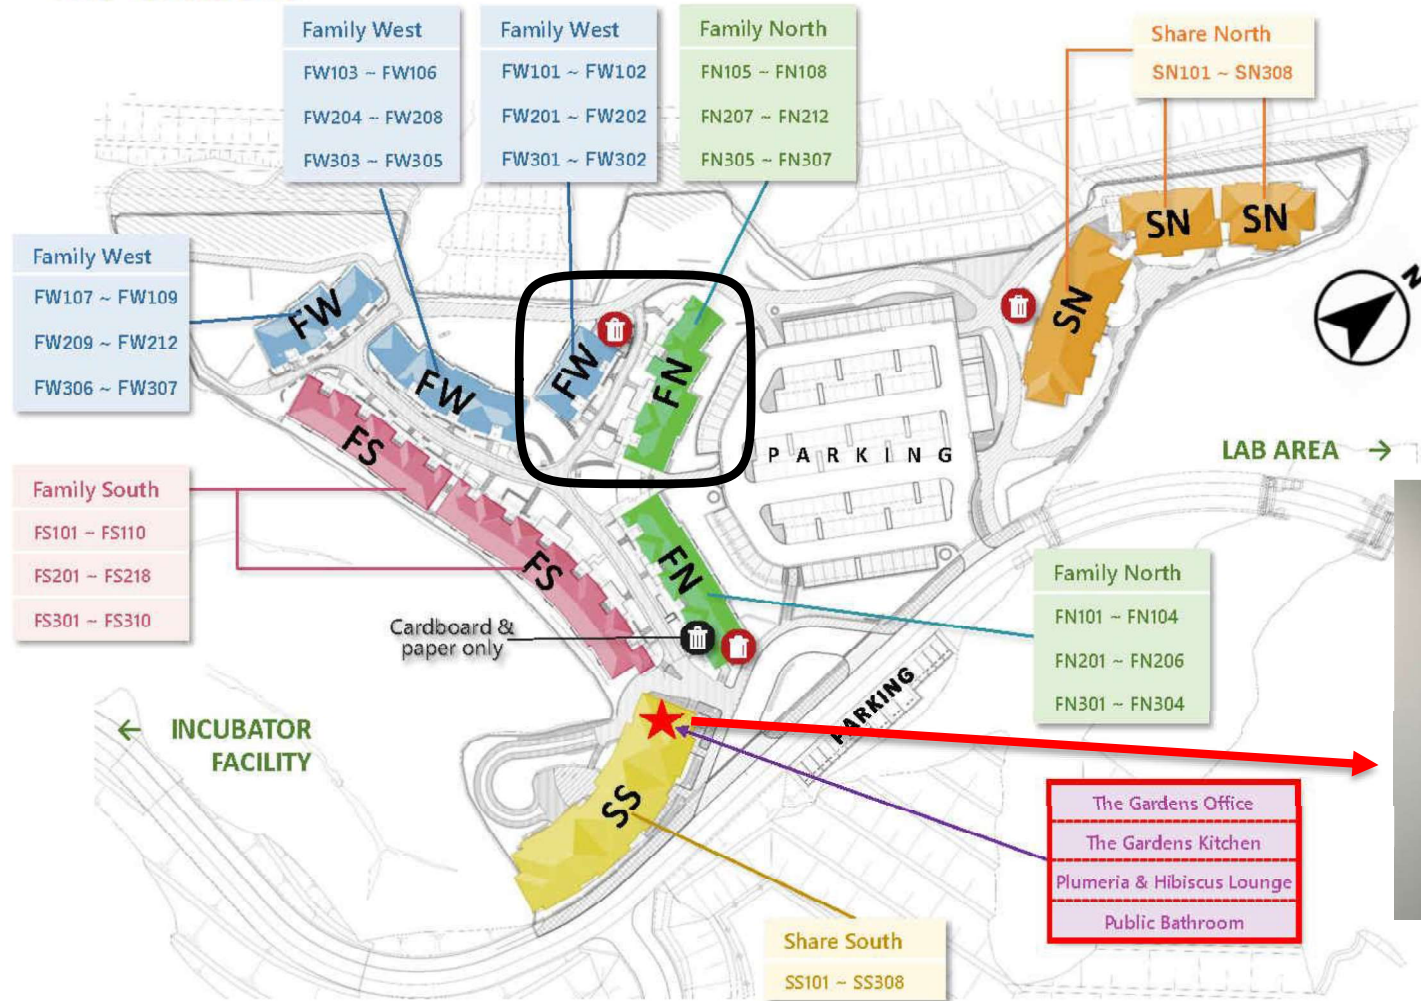 Family West
FW103 ~ FW106
FW204 ~ FW208
FW303 ~ FW305
Family West
FW101 ~ FW102
FW201 ~ FW202
FW301 ~ FW302
Family North
FN105 ~ FN108
FN207 ~ FN212
FN305 ~ FN307
Share North
SN101 ~ SN308
SN
SN
SN
N
Family West
FW107 ~ FW109
FW209 ~ FW212
FW306 ~ FW307
FW
FW
FW
FN
FS
PARKING
LAB AREA →
Family South
FS101 ~ FS110
FS201 ~ FS218
FS301 ~ FS310
FS
FN
Cardboard &
paper only
Family North
FN101 ~ FN104
FN201 ~ FN206
FN301 ~ FN304
PARKING
← INCUBATOR
FACILITY
SS
The Gardens Office
The Gardens Kitchen
Plumeria & Hibiscus Lounge
Public Bathroom
Share South
SS101 ~ SS308